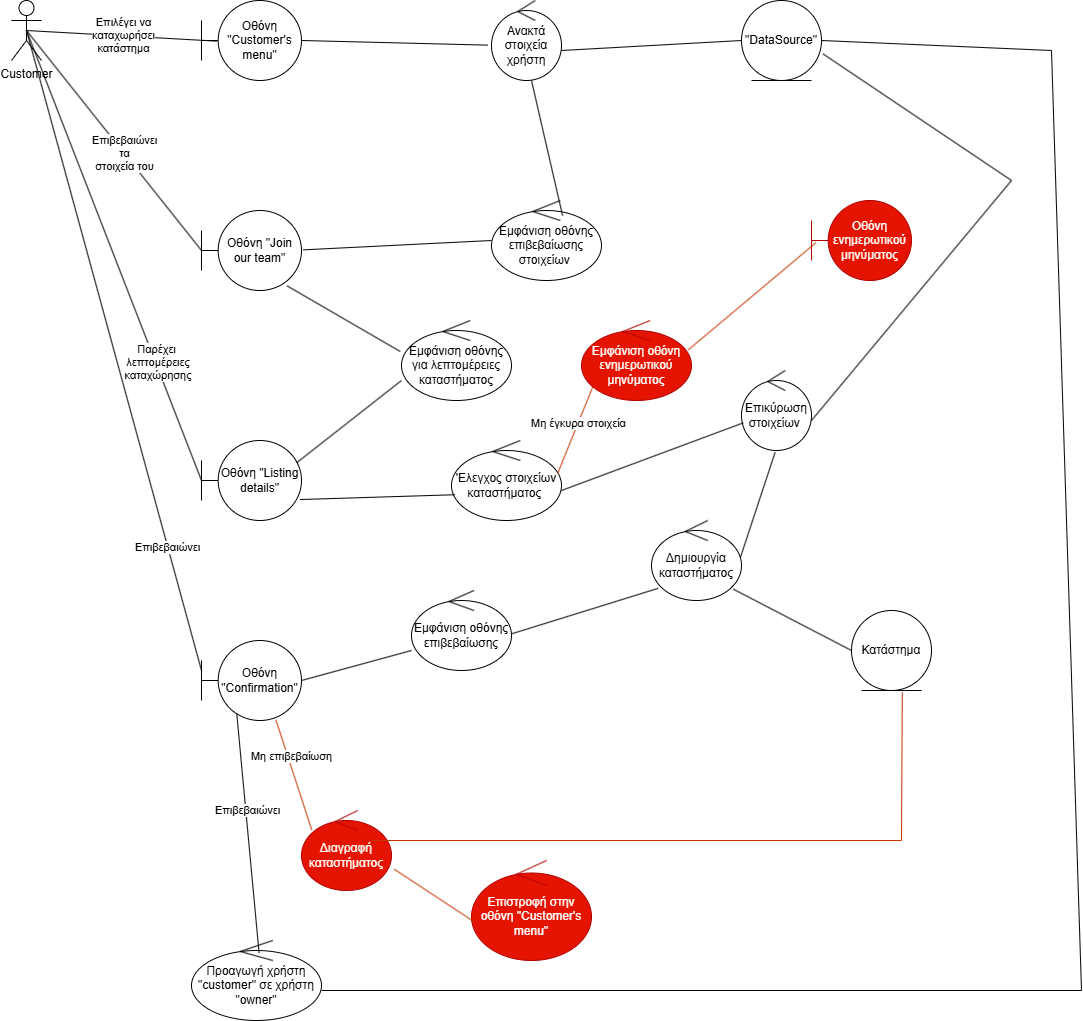 Επιλέγει να
καταχωρήσει
κατάστημα
Οθόνη
"Customer's
menu"
Ανακτά
στοιχεία
χρήστη
"DataSource"
Customer
Επιβεβαιώνει
τα
στοιχεία του
Οθόνη "Join
our team"
Εμφάνιση οθόνης
επιβεβαίωσης
στοιχείων
Οθόνη
ενημερωτικού
μηνύματος
Παρέχει
λεπτομέρειες
καταχώρησης
Εμφάνιση οθόνης
για λεπτομέρειες
καταστήματος
Εμφάνιση οθόνη
ενημερωτικού
μηνύματος
Μη έγκυρα στοιχεία
Επικύρωση
στοιχείων
Οθόνη "Listing
details"
Έλεγχος στοιχείων
καταστήματος
Επιβεβαιώνει
Δημιουργία
καταστήματος
Εμφάνιση οθόνης
επιβεβαίωσης
Κατάστημα
Οθόνη
"Confirmation"
Μη επιβεβαίωση
Επιβεβαιώνει
Διαγραφή
καταστήματος
Επιστροφή στην
οθόνη "Customer's
menu"
Προαγωγή χρήστη
"customer" σε χρήστη
"owner"